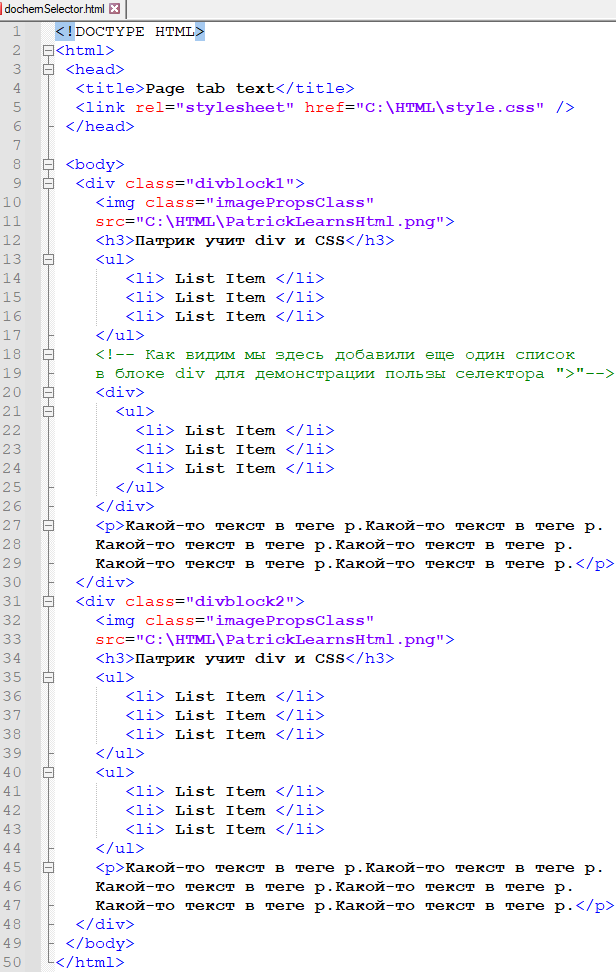 dochernSelector.html
1 <!DOCTYPE HTML>
2 <html>
3 <head>
4 <title>Page tab text</title>
5 <link rel="stylesheet" href="C:\HTML\style.css" />
6 </head>
7
8 <body>
9 <div class="divblock1">
10 <img class="imagePropsClass"
11 src="C:\HTML\PatrickLearnsHtml.png">
12 <h3>Патрик учит div и CSS</h3>
13 <ul>
14 <li> List Item </li>
15 <li> List Item </li>
16 <li> List Item </li>
17 </ul>
18 <!-- Как видим мы здесь добавили еще один список
19 в блоке div для демонстрации пользы селектора ">"-->
20 <div>
21 <ul>
22 <li> List Item </li>
23 <li> List Item </li>
24 <li> List Item </li>
25 </ul>
26 </div>
27 <p>Какой-то текст в теге p.Какой-то текст в теге p.
28 Какой-то текст в теге p.Какой-то текст в теге p.
29 Какой-то текст в теге p.Какой-то текст в теге p.</p>
30 </div>
31 <div class="divblock2">
32 <img class="imagePropsClass"
33 src="C:\HTML\PatrickLearnsHtml.png">
34 <h3>Патрик учит div и CSS</h3>
35 <ul>
36 <li> List Item </li>
37 <li> List Item </li>
38 <li> List Item </li>
39 </ul>
40 <ul>
41 <li> List Item </li>
42 <li> List Item </li>
43 <li> List Item </li>
44 </ul>
45 <p>Какой-то текст в теге p.Какой-то текст в теге p.
46 Какой-то текст в теге p.Какой-то текст в теге p.
47 Какой-то текст в теге p.Какой-то текст в теге p.</p>
48 </div>
49 </body>
50 </html>